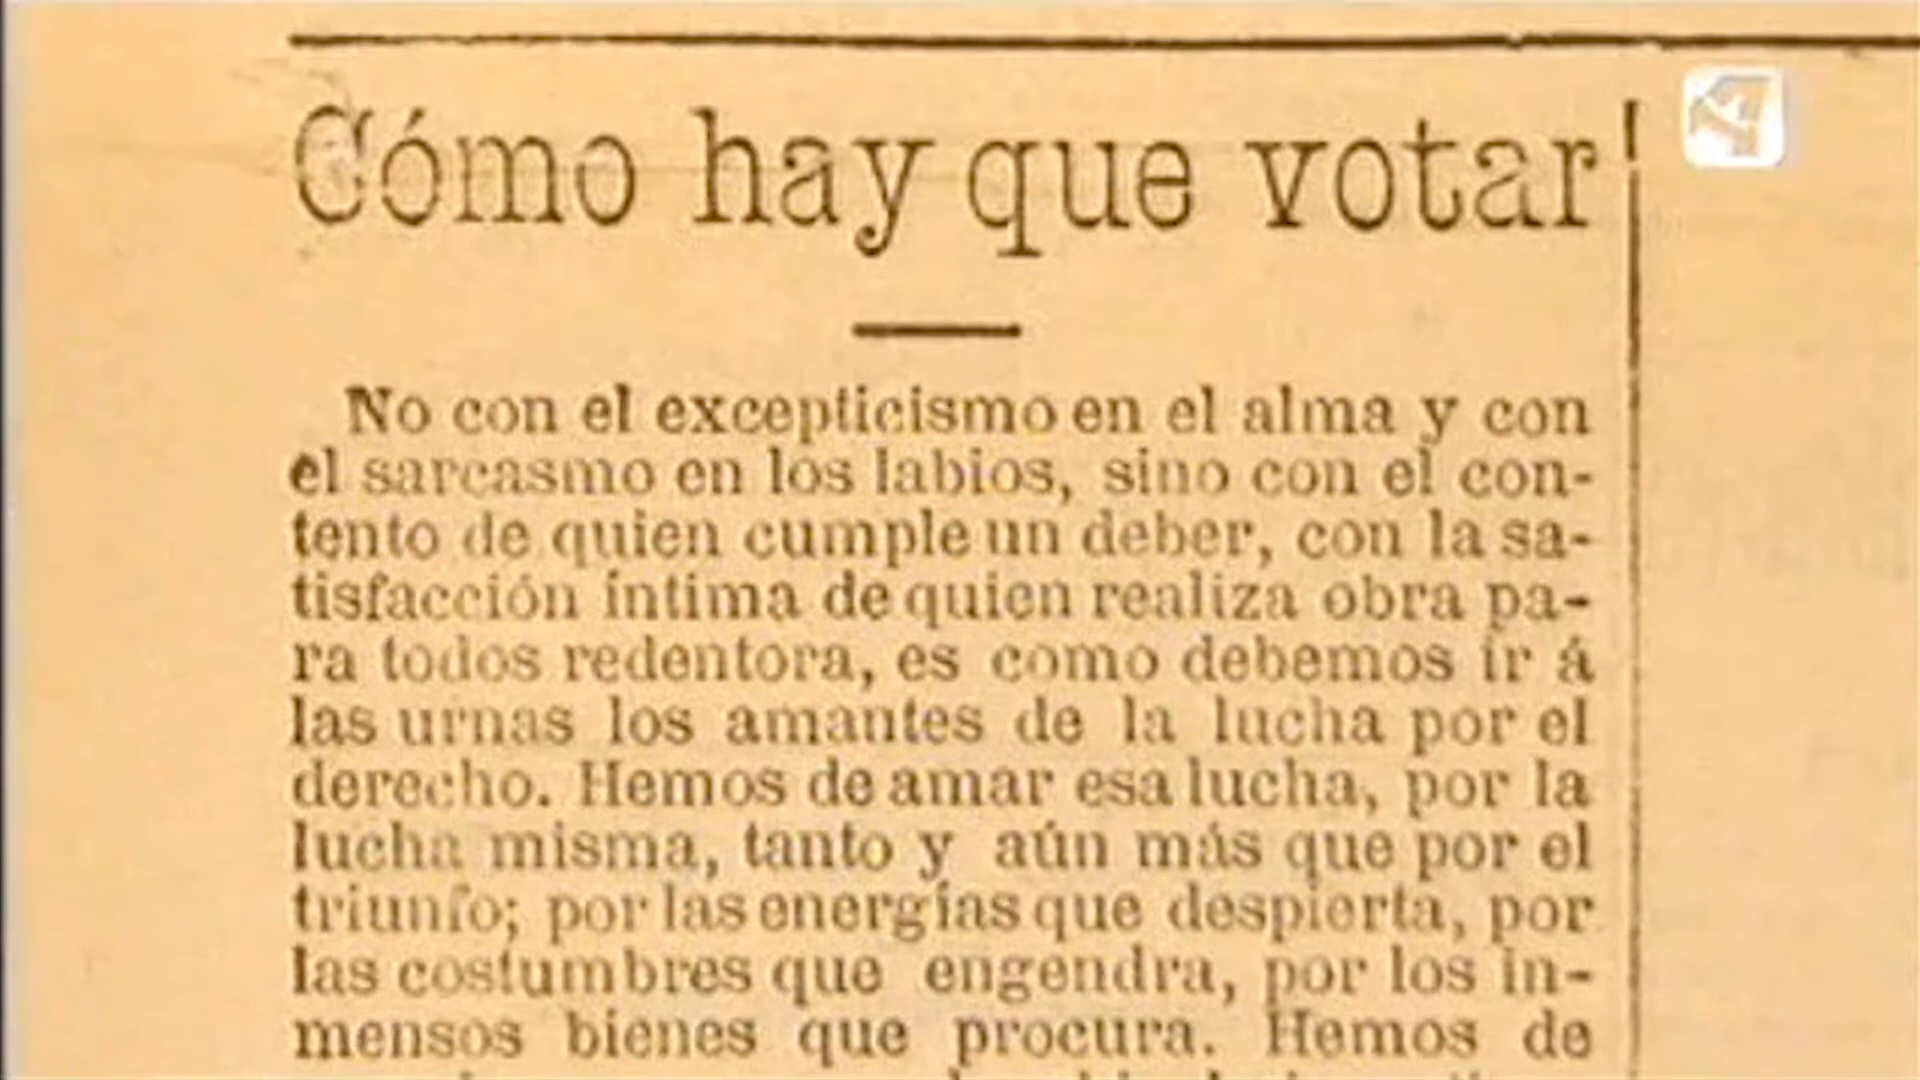 Cómo hay que votar
No con el excepticismo en el alma y con
el sarcasmo en los labios, sino con el con-
tento de quien cumple un deber, con la sa-
tisfacción íntima de quien realiza obra pa-
ra todos redentora, es como debemos ir á
las urnas los amantes de la lucha por el
derecho. Hemos de amar esa lucha, por la
lucha misma, tanto y aún más que por el
triunfo; por las energías que despierta, por
las costumbres que engendra, por los in-
mensos bienes que procura. Hemos de